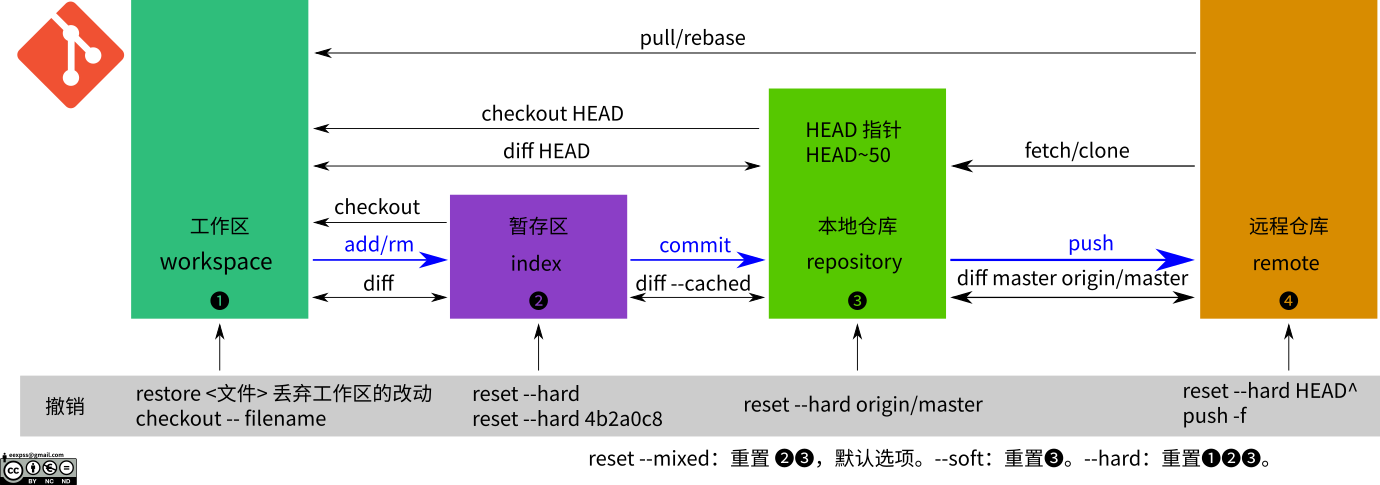 pull/rebase
checkout HEAD
HEAD 指针
HEAD~50
diff HEAD
fetch/clone
checkout
工作区
暂存区
本地仓库
远程仓库
add/rm
commit
push
workspace
index
repository
remote
diff
diff --cached
diff master origin/master
❶
❷
❸
❹
撤销
restore <文件> 丢弃工作区的改动
checkout -- filename
reset --hard
reset --hard 4b2a0c8
reset --hard origin/master
reset --hard HEAD^
push -f
reset --mixed：重置 ❷❸，默认选项。--soft：重置❸。--hard：重置❶❷❸。
eexpss@gmail.com
cc
BY NC ND